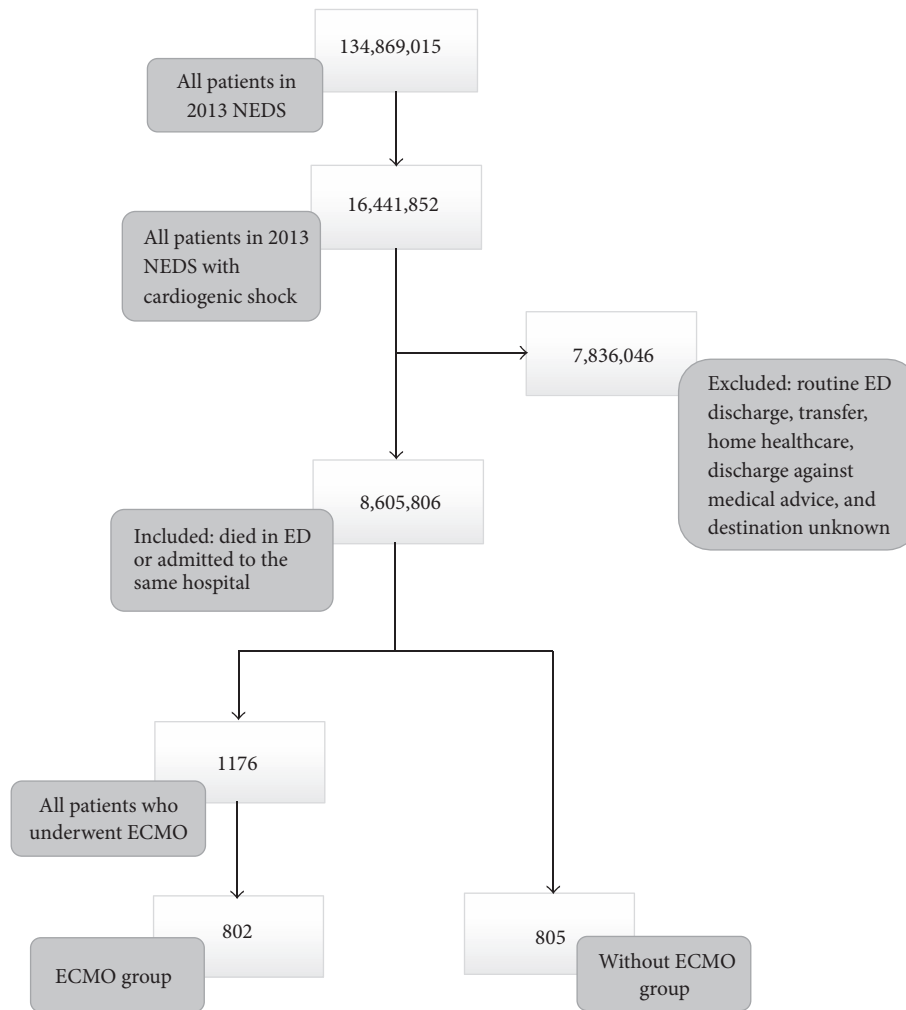 134,869,015
All patients in
2013 NEDS
16,441,852
All patients in 2013
NEDS with
cardiogenic shock
7,836,046
Excluded: routine ED
discharge, transfer,
home healthcare,
discharge against
medical advice, and
destination unknown
8,605,806
Included: died in ED
or admitted to the
same hospital
1176
All patients who
underwent ECMO
802
ECMO group
805
Without ECMO
group